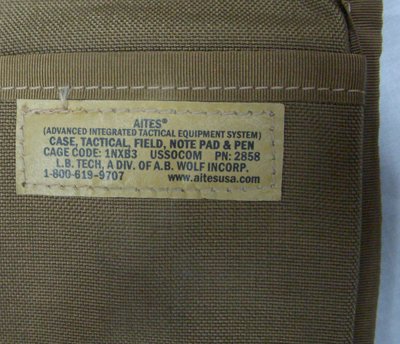 AITES®
(ADVANCED INTEGRATED TACTICAL EQUIPMENT SYSTEM)
CASE, TACTICAL, FIELD, NOTE PAD & PEN
CAGE CODE: 1NXB3 USSOCOM PN: 2858
L.B. TECH, A DIV. OF A.B. WOLF INCORP.
1-800-619-9707 www.aitesusa.com